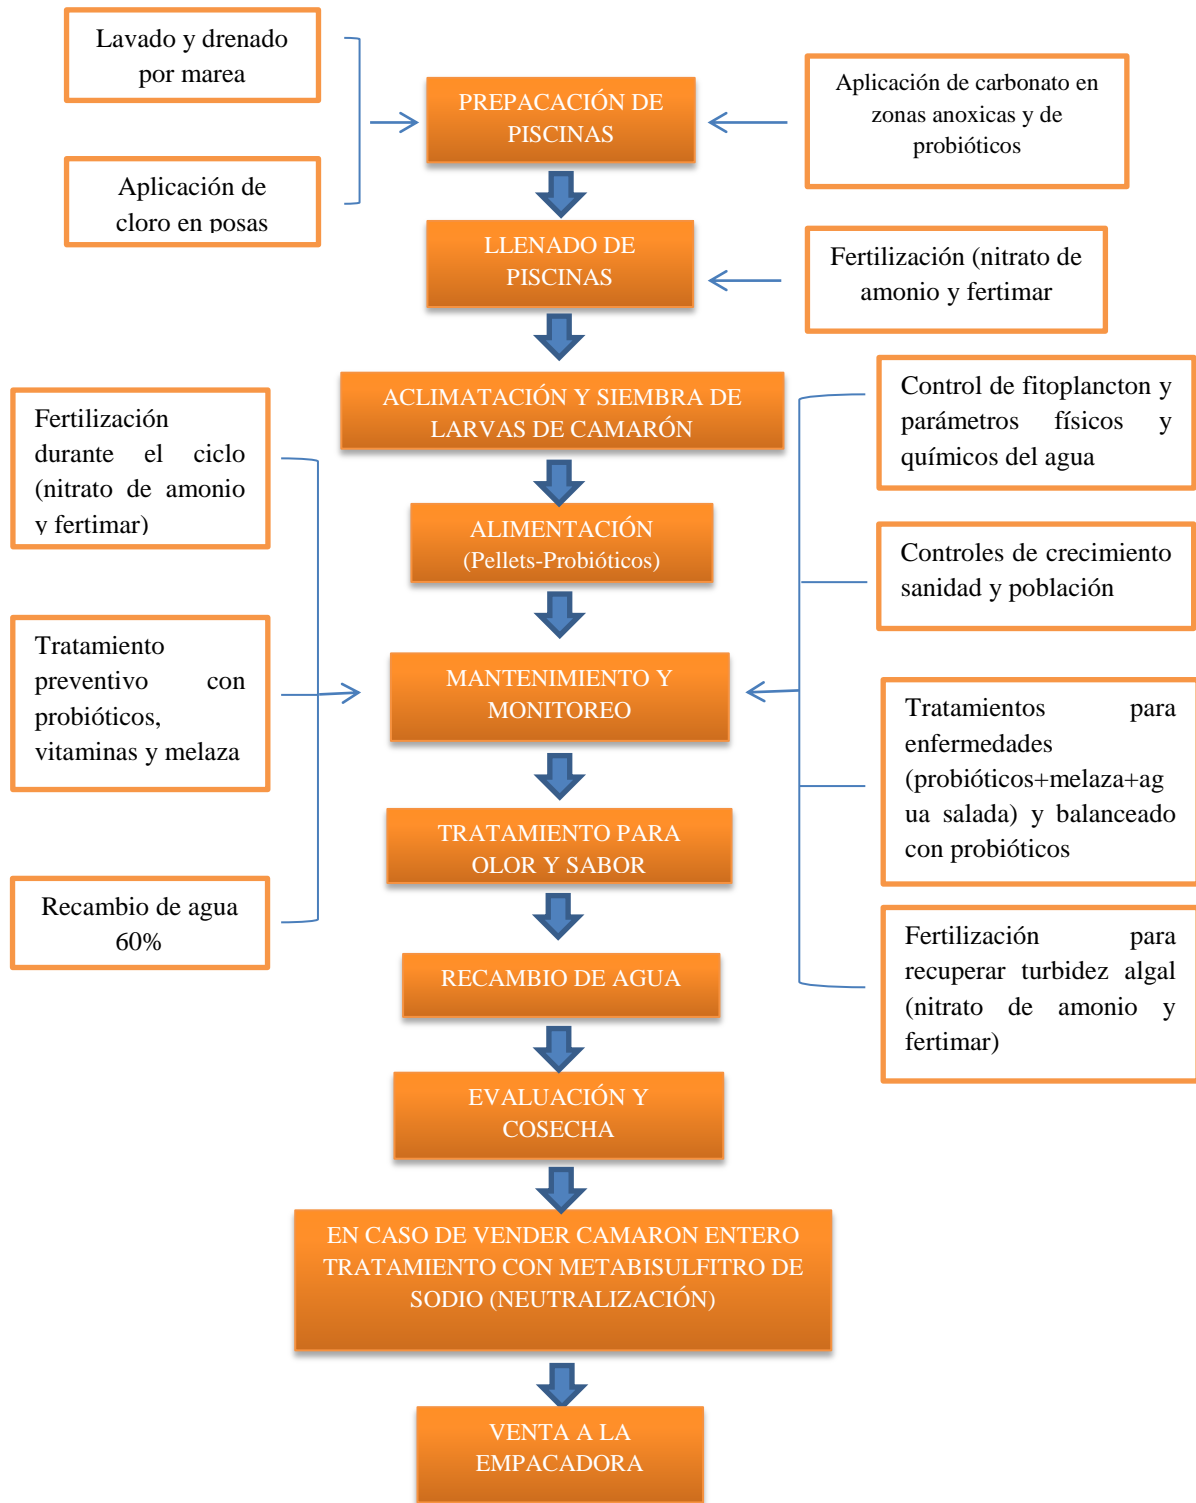 Lavado y drenado
por marea
PREPACACIÓN DE
PISCINAS
Aplicación de carbonato en
zonas anoxicas y de
probióticos
Aplicación de
cloro en posas
LLENADO DE
PISCINAS
Fertilización (nitrato de
amonio y fertimar
ACLIMATACIÓN Y SIEMBRA DE
LARVAS DE CAMARÓN
Control de fitoplancton y
parámetros físicos y
químicos del agua
Fertilización
durante el ciclo
(nitrato de amonio
y fertimar)
ALIMENTACIÓN
(Pellets-Probióticos)
Controles de crecimiento
sanidad y población
Tratamiento
preventivo con
probióticos,
vitaminas y melaza
MANTENIMIENTO Y
MONITOREO
Tratamientos para
enfermedades
(probióticos+melaza+ag
ua salada) y balanceado
con probióticos
TRATAMIENTO PARA
OLOR Y SABOR
Recambio de agua
60%
RECAMBIO DE AGUA
Fertilización para
recuperar turbidez algal
(nitrato de amonio y
fertimar)
EVALUACIÓN Y
COSECHA
EN CASO DE VENDER CAMARON ENTERO
TRATAMIENTO CON METABISULFITRO DE
SODIO (NEUTRALIZACIÓN)
VENTA A LA
EMPACADORA